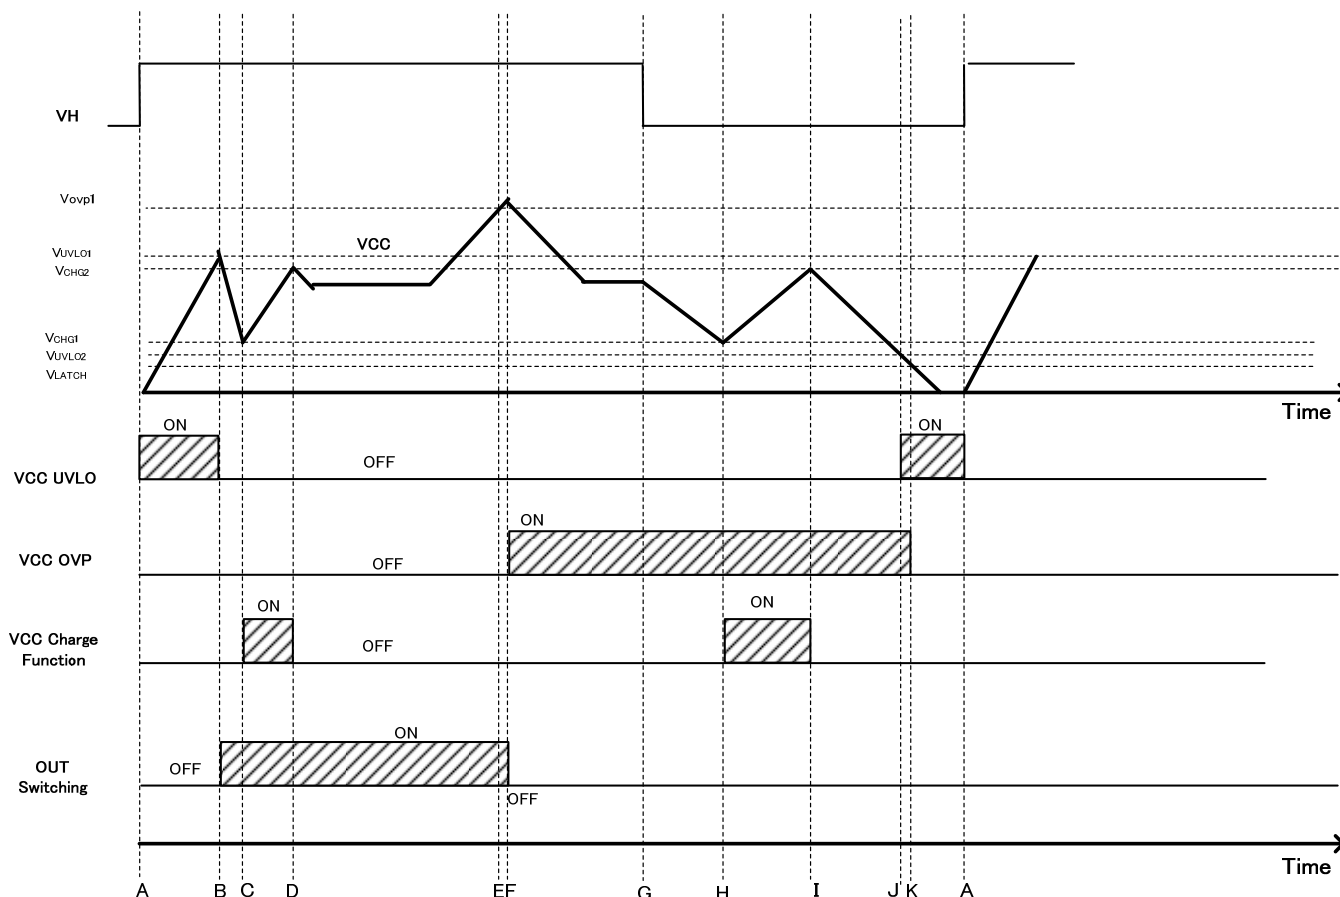 VH
Vovp1
VUVLO1
VCHG2
VCC
VCHG1
VUVLO2
VLATCH
Time
ON
ON
VCC UVLO
OFF
ON
VCC OVP
OFF
ON
ON
VCC Charge
Function
OFF
ON
OUT
Switching
OFF
OFF
Time
A B C D E F G H I J K A